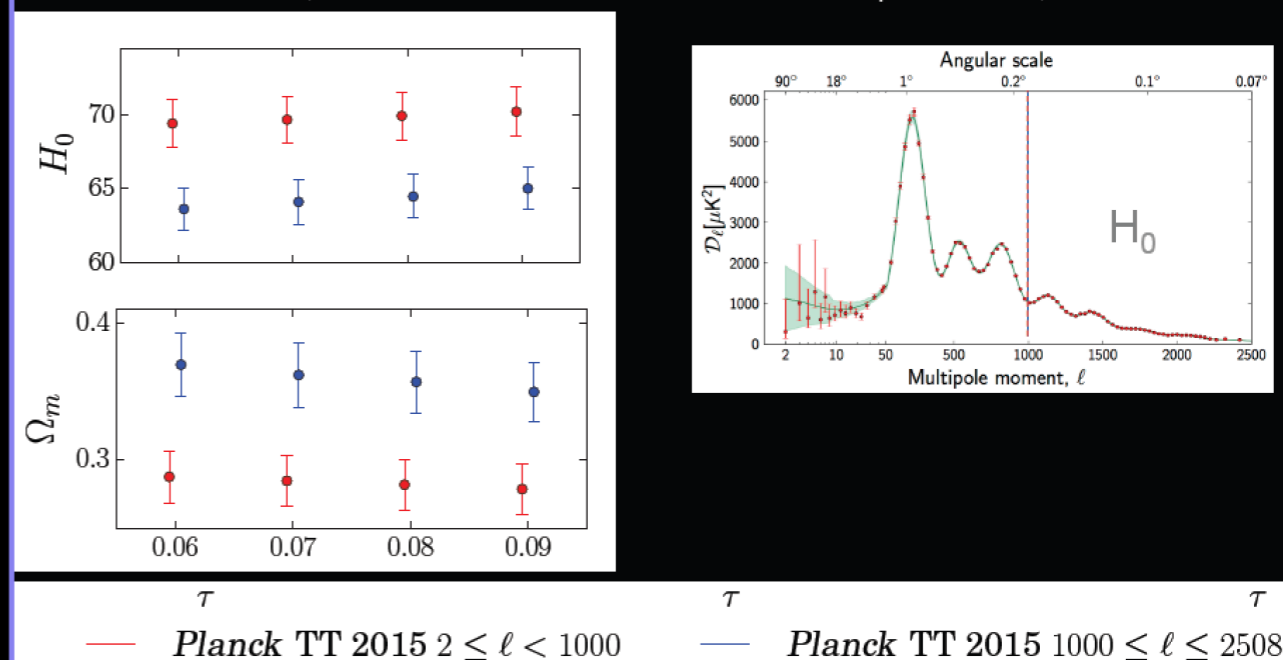 H₀
70
65
60
Ωₘ
0.4
0.3
0.06 0.07 0.08 0.09
Angular scale
90° 18° 1° 0.2° 0.1° 0.07°
𝒟ℓ[μK²]
6000
5000
4000
3000
2000
1000
0
H₀
2 10 50 500 1000 1500 2000 2500
Multipole moment, ℓ
τ τ τ
Planck TT 2015 2 ≤ ℓ < 1000 Planck TT 2015 1000 ≤ ℓ ≤ 2508